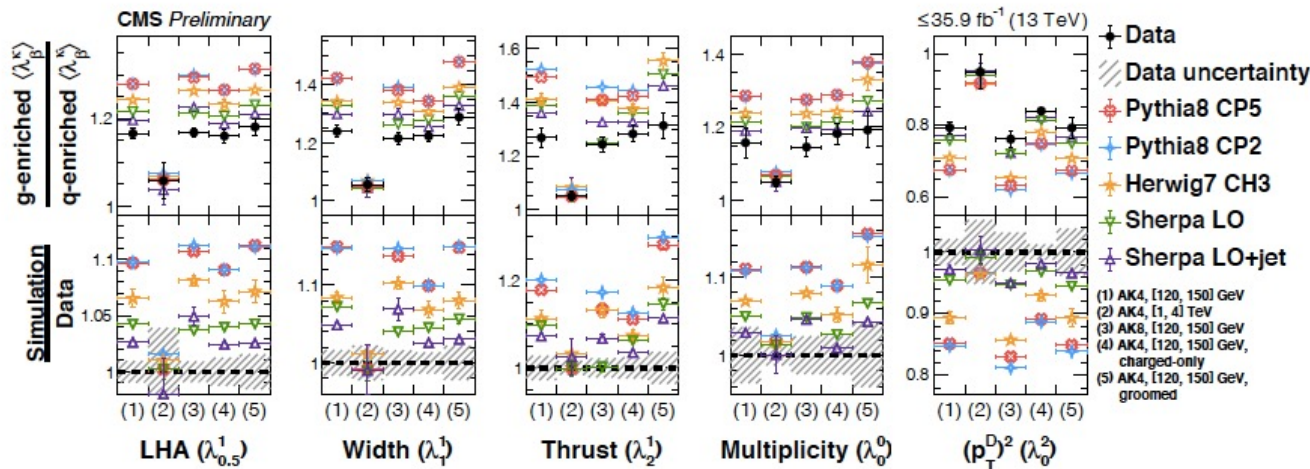 CMS Preliminary
≤35.9 fb⁻¹ (13 TeV)
g-enriched ⟨λ^κ_β⟩
q-enriched ⟨λ^κ_β⟩
Simulation
Data
1.2
1
1.1
1.05
1
(1) (2) (3) (4) (5)
LHA (λ¹₀.₅)
1.4
1.2
1.1
1
(1) (2) (3) (4) (5)
Width (λ¹₁)
1.6
1.4
1.2
1
1.2
1
(1) (2) (3) (4) (5)
Thrust (λ¹₂)
1.4
1.2
1
1.1
1
(1) (2) (3) (4) (5)
Multiplicity (λ⁰₀)
1
0.8
0.6
1
0.9
0.8
(1) (2) (3) (4) (5)
(p_T^D)² (λ²₀)
Data
Data uncertainty
Pythia8 CP5
Pythia8 CP2
Herwig7 CH3
Sherpa LO
Sherpa LO+jet
(1) AK4, [120, 150] GeV
(2) AK4, [1, 4] TeV
(3) AK8, [120, 150] GeV
(4) AK4, [120, 150] GeV,
charged-only
(5) AK4, [120, 150] GeV,
groomed